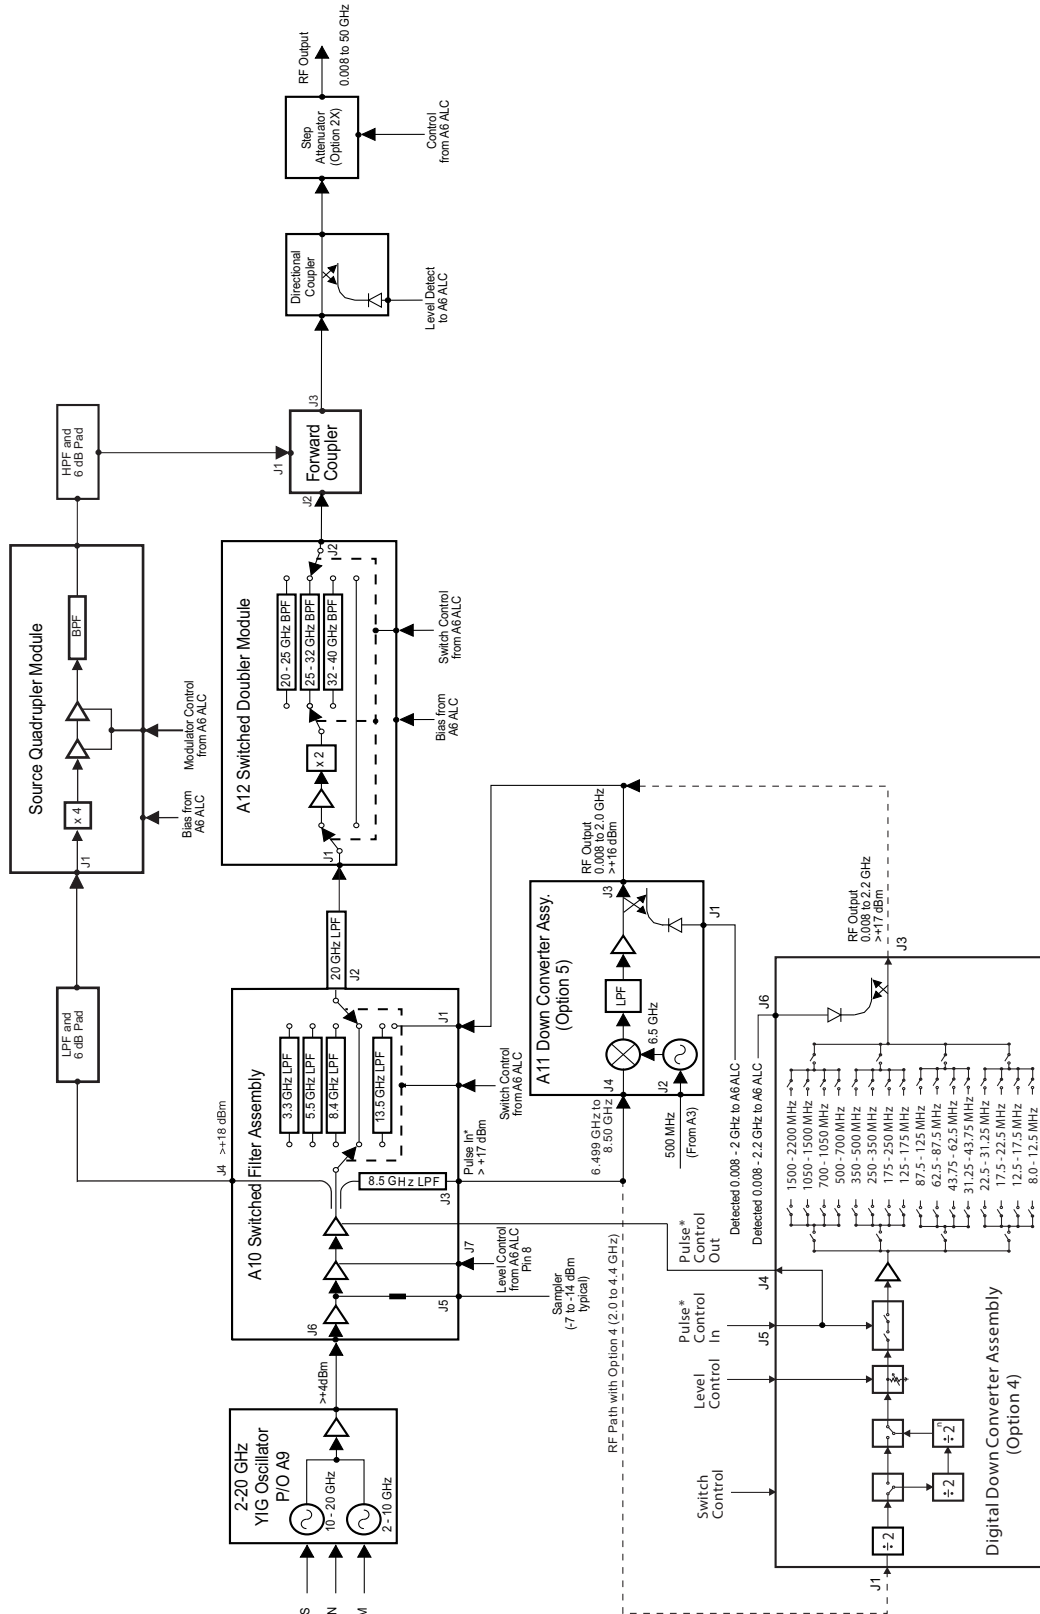 Source Quadrupler Module
x 4
BPF
J1
Bias from
A6 ALC
Modulator Control
from A6 ALC
LPF and
6 dB Pad
HPF and
6 dB Pad
2-20 GHz
YIG Oscillator
P/O A9
10 - 20 GHz
2 - 10 GHz
S
N
M
>+4dBm
A10 Switched Filter Assembly
J4
>+18 dBm
J6
3.3 GHz LPF
5.5 GHz LPF
8.4 GHz LPF
13.5 GHz LPF
8.5 GHz LPF
J2
J1
J3
J5
J7
Sampler
(-7 to -14 dBm
typical)
Level Control
from A6 ALC
Pin 8
Pulse In*
> +17 dBm
Switch Control
from A6 ALC
20 GHz LPF
A12 Switched Doubler Module
J1
x 2
20 - 25 GHz BPF
25 - 32 GHz BPF
32 - 40 GHz BPF
J2
Bias from
A6 ALC
Switch Control
from A6 ALC
J2
Forward
Coupler
J1
J3
Directional
Coupler
Level Detect
to A6 ALC
Step
Attenuator
(Option 2X)
Control
from A6 ALC
RF Output
0.008 to 50 GHz
A11 Down Converter Assy.
(Option 5)
J4
J2
LPF
6.5 GHz
J3
J1
6.499 GHz to
8.50 GHz
500 MHz
(From A3)
RF Output
0.008 to 2.0 GHz
>+16 dBm
Detected 0.008 - 2 GHz to A6 ALC
Detected 0.008 - 2.2 GHz to A6 ALC
RF Path with Option 4 (2.0 to 4.4 GHz)
Switch
Control
Level
Control
Pulse*
Control
In
Pulse*
Control
Out
J5
J4
J6
J1
÷ 2
÷ 2
÷ 2 n
1500 - 2200 MHz
1050 - 1500 MHz
700 - 1050 MHz
500 - 700 MHz
350 - 500 MHz
250 - 350 MHz
175 - 250 MHz
125 - 175 MHz
87.5 - 125 MHz
62.5 - 87.5 MHz
43.75 - 62.5 MHz
31.25 - 43.75 MHz
22.5 - 31.25 MHz
17.5 - 22.5 MHz
12.5 - 17.5 MHz
8.0 - 12.5 MHz
J3
RF Output
0.008 to 2.2 GHz
>+17 dBm
Digital Down Converter Assembly
(Option 4)